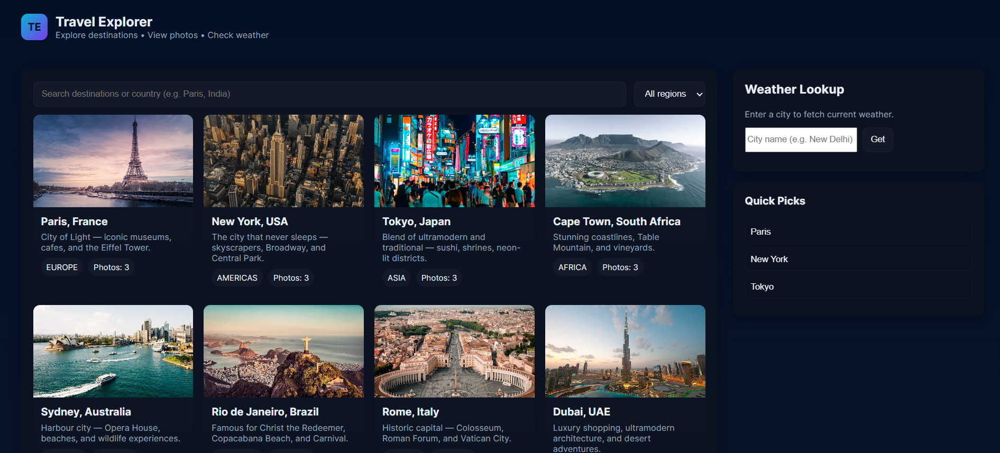 TE
Travel Explorer
Explore destinations • View photos • Check weather
Search destinations or country (e.g. Paris, India)
All regions
Paris, France
City of Light — iconic museums,
cafes, and the Eiffel Tower.
EUROPE
Photos: 3
New York, USA
The city that never sleeps —
skyscrapers, Broadway, and
Central Park.
AMERICAS
Photos: 3
Tokyo, Japan
Blend of ultramodern and
traditional — sushi, shrines, neon-
lit districts.
ASIA
Photos: 3
Cape Town, South Africa
Stunning coastlines, Table
Mountain, and vineyards.
AFRICA
Photos: 3
Sydney, Australia
Harbour city — Opera House,
beaches, and wildlife experiences.
Rio de Janeiro, Brazil
Famous for Christ the Redeemer,
Copacabana Beach, and Carnival.
Rome, Italy
Historic capital — Colosseum,
Roman Forum, and Vatican City.
Dubai, UAE
Luxury shopping, ultramodern
architecture, and desert
adventures.
Weather Lookup
Enter a city to fetch current weather.
City name (e.g. New Delhi)
Get
Quick Picks
Paris
New York
Tokyo